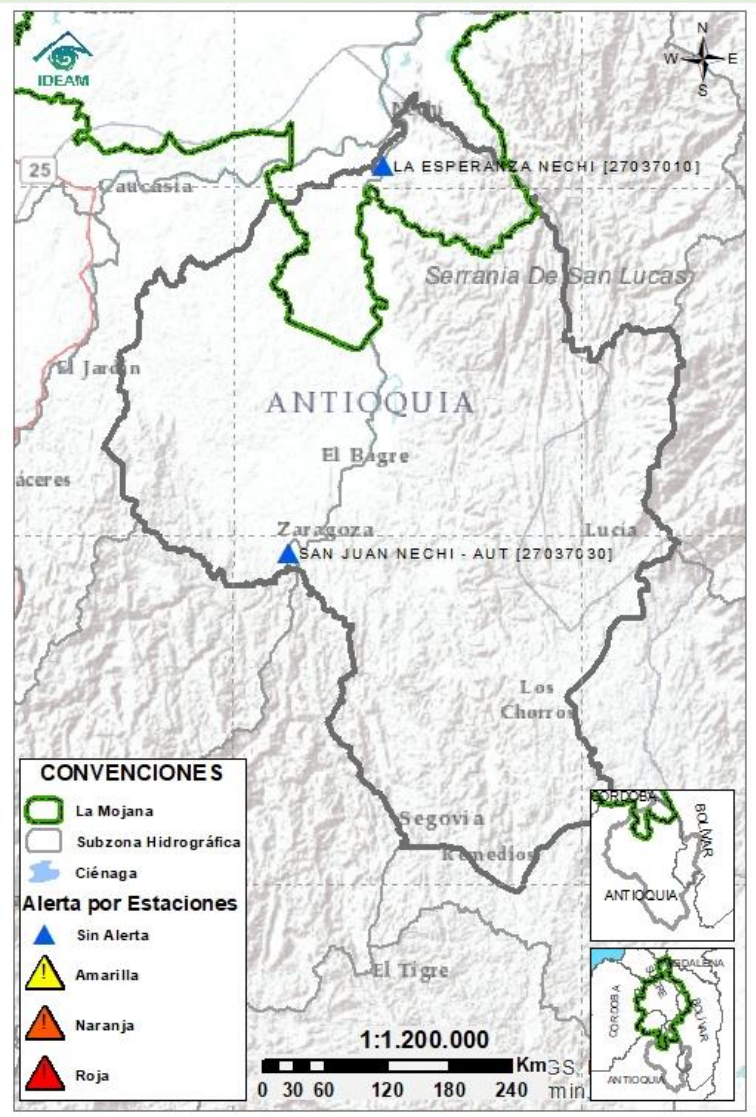 IDEAM
N
W E
S
Nechí
LA ESPERANZA NECHI [27037010]
25
Caucasia
Serrania De San Lucas
El Jardin
ANTIOQUIA
El Bagre
áceres
Zaragoza
Lucia
SAN JUAN NECHI - AUT [27037030]
Los
Chorros
Segovia
Remedios
El Tigre
CONVENCIONES
La Mojana
Subzona Hidrográfica
Ciénaga
Alerta por Estaciones
Sin Alerta
Amarilla
Naranja
Roja
1:1.200.000
Km
0 30 60 120 180 240
CORDOBA
BOLIVAR
ANTIOQUIA
CORDOBA
BOLIVAR
ANTIOQUIA